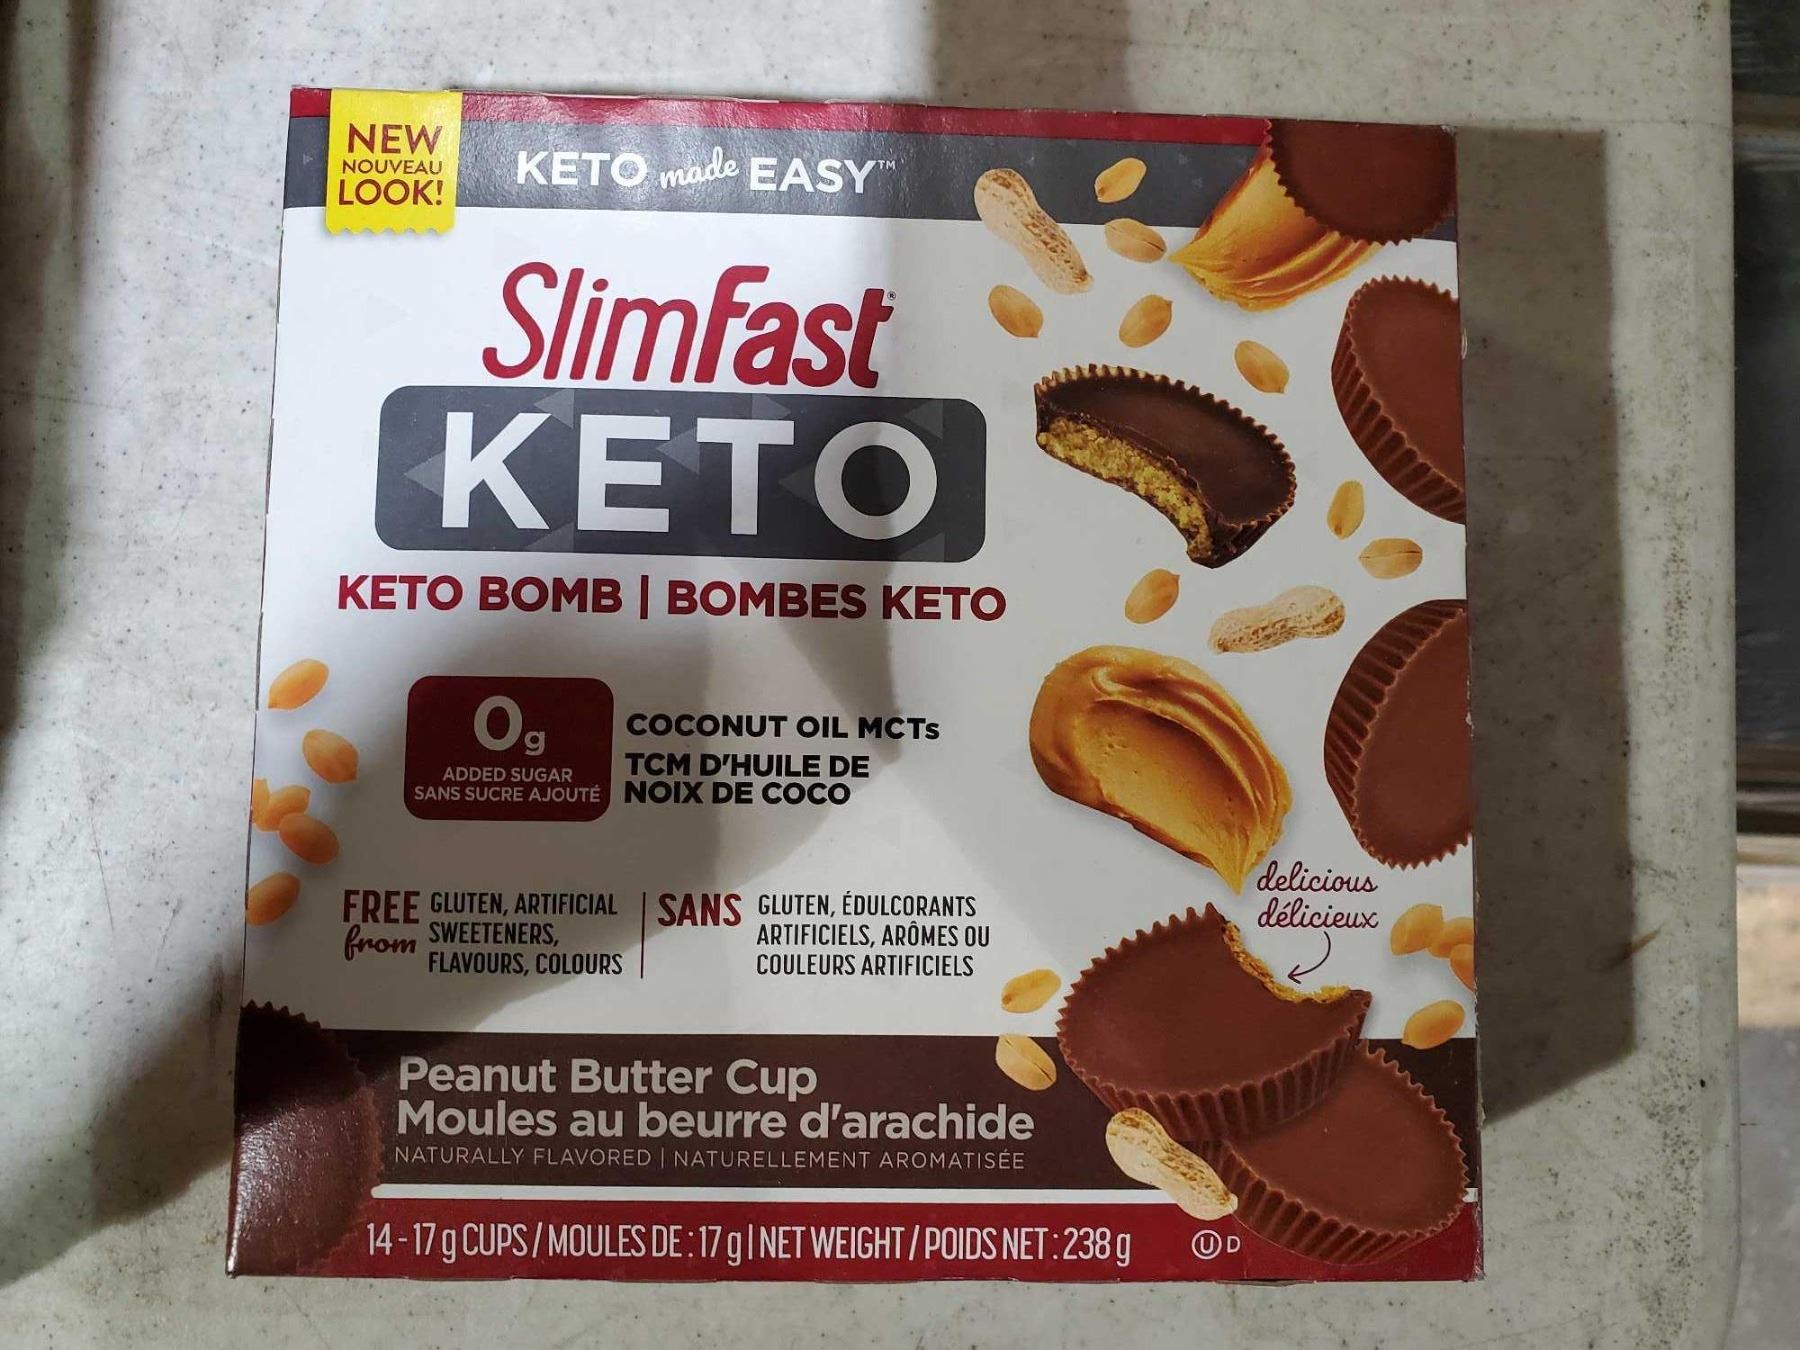 NEW
NOUVEAU
LOOK!
KETO made EASY™
SlimFast®
KETO
KETO BOMB | BOMBES KETO
0g
ADDED SUGAR
SANS SUCRE AJOUTÉ
COCONUT OIL MCTs
TCM D'HUILE DE
NOIX DE COCO
FREE from
GLUTEN, ARTIFICIAL
SWEETENERS,
FLAVOURS, COLOURS
SANS
GLUTEN, ÉDULCORANTS
ARTIFICIELS, ARÔMES OU
COULEURS ARTIFICIELS
delicious
délicieux
Peanut Butter Cup
Moules au beurre d'arachide
NATURALLY FLAVORED | NATURELLEMENT AROMATISÉE
14-17 g CUPS / MOULES DE : 17 g | NET WEIGHT / POIDS NET : 238 g
U D